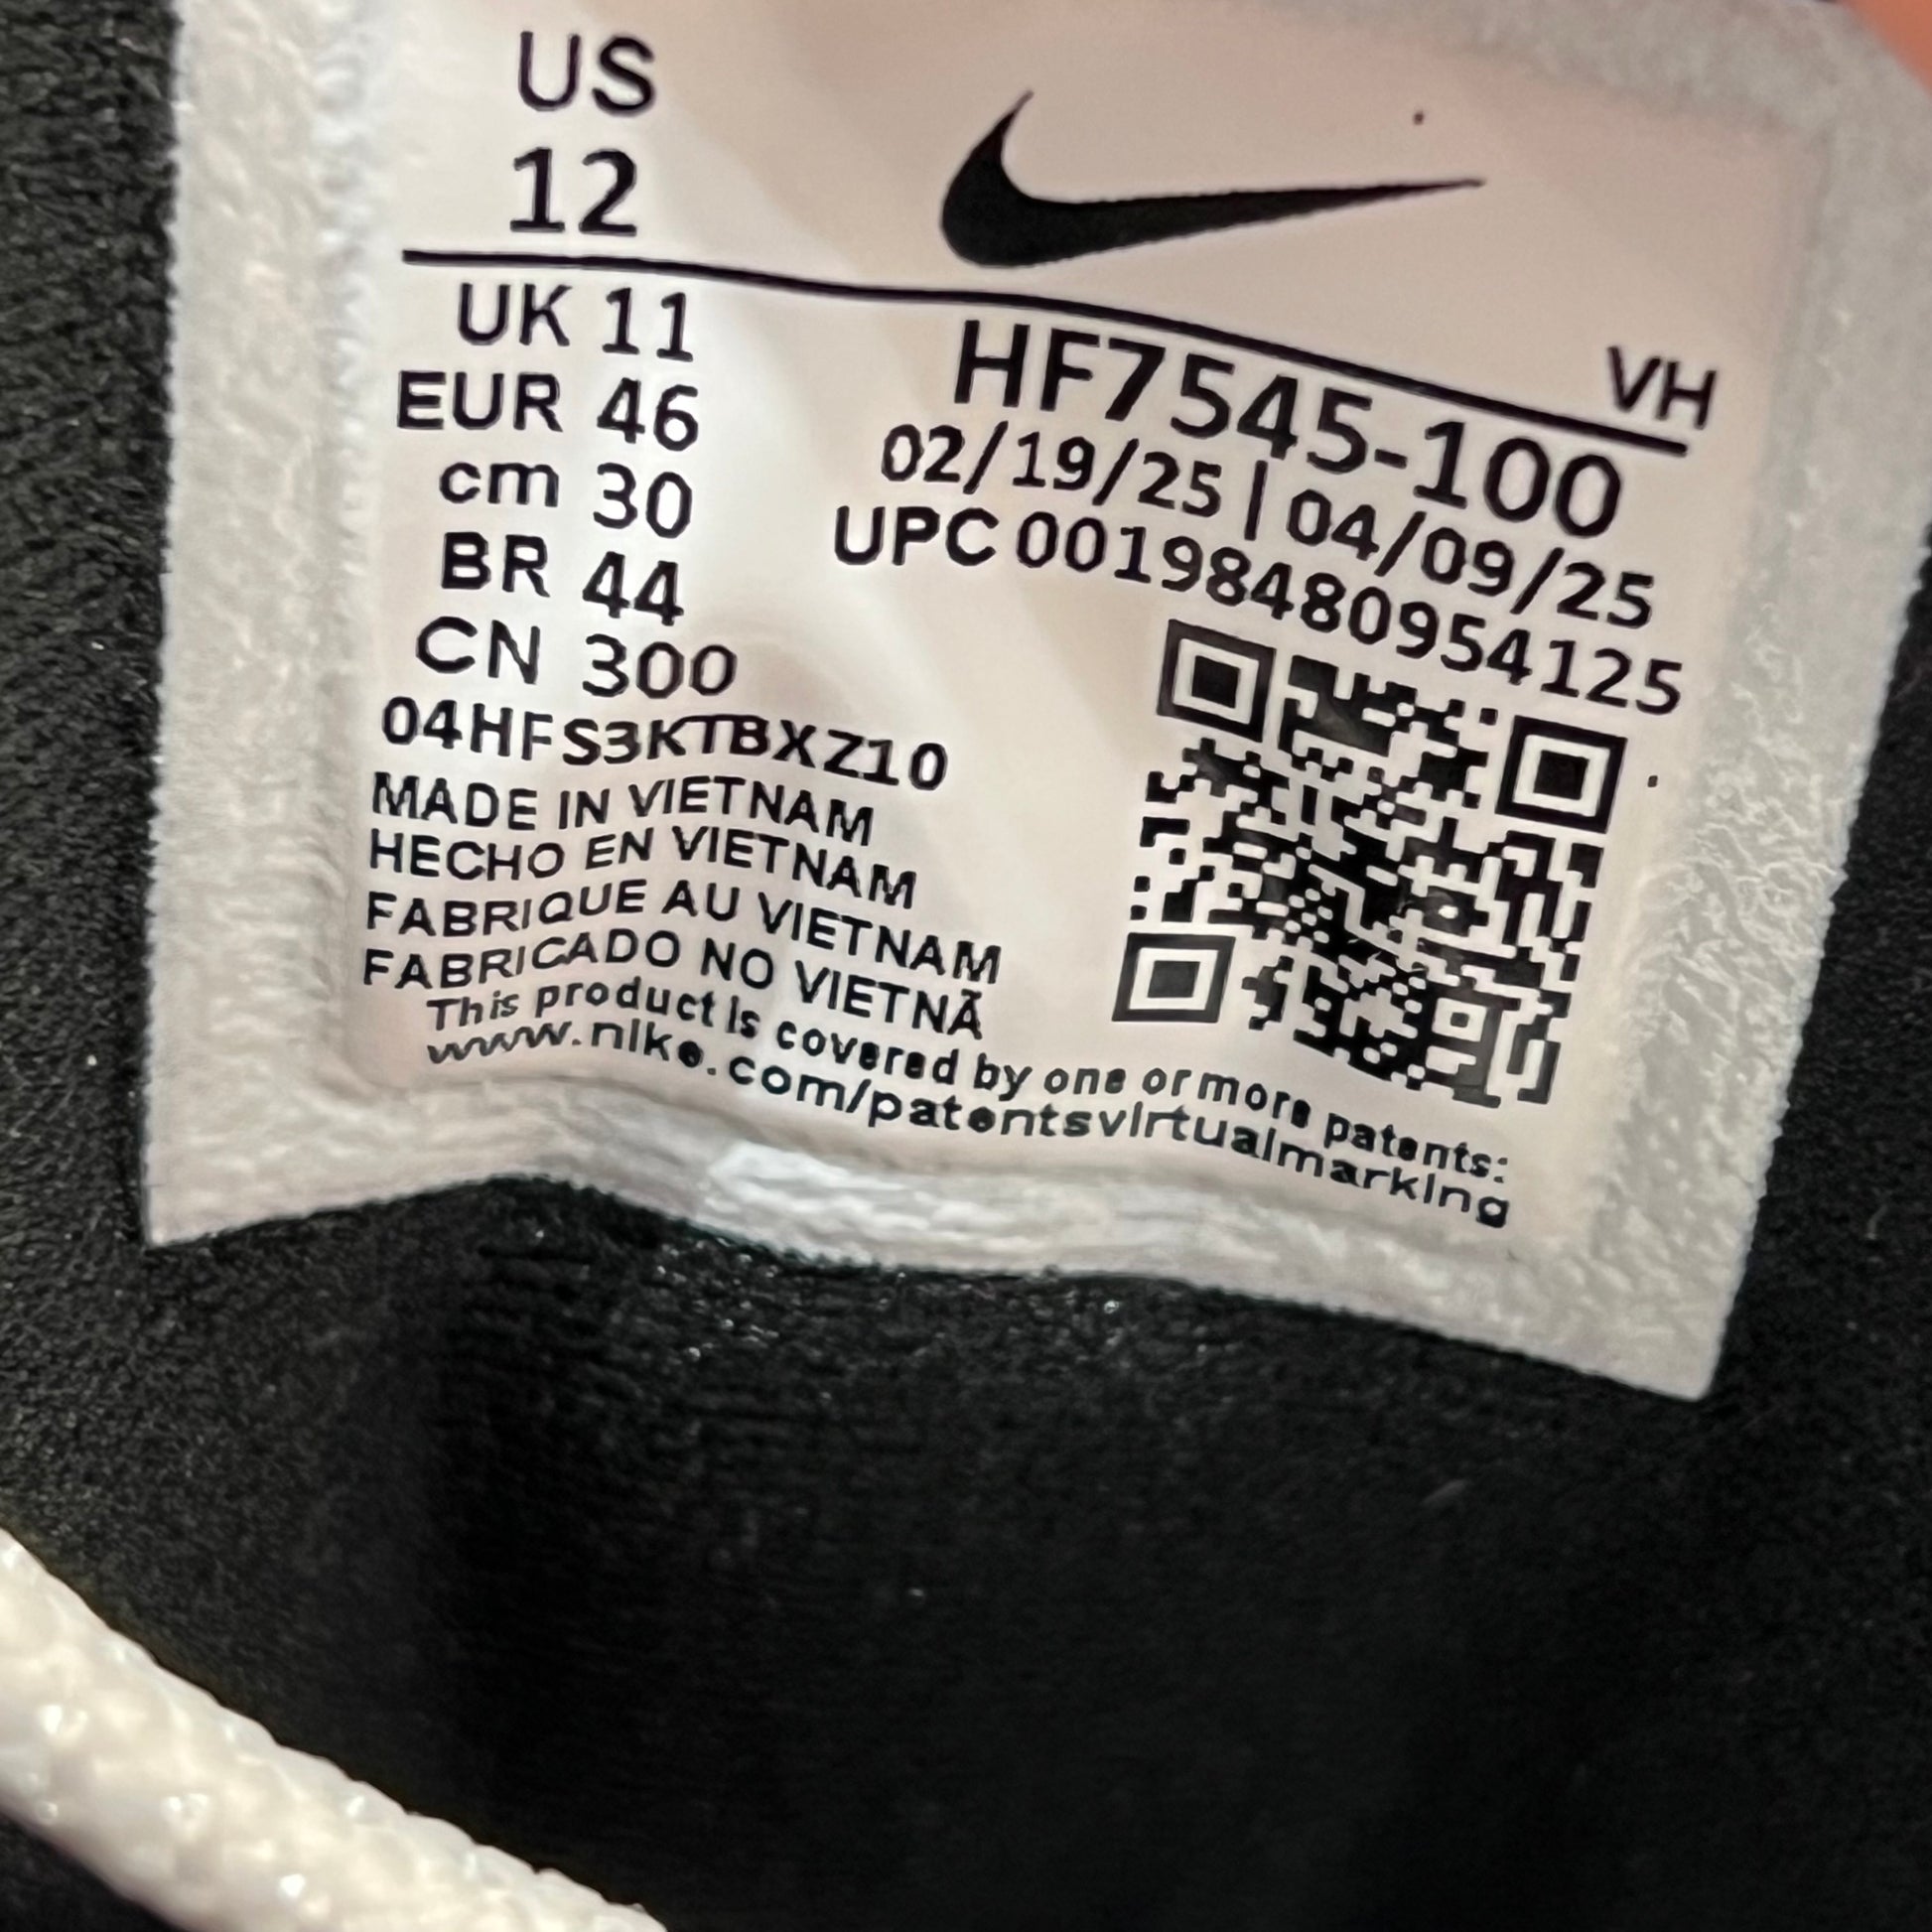 US
12
UK 11
EUR 46
cm 30
BR 44
CN 300
VH
HF7545-100
02/19/25 | 04/09/25
UPC 00198480954125
04HFS3KTBXZ10
MADE IN VIETNAM
HECHO EN VIETNAM
FABRIQUE AU VIETNAM
FABRICADO NO VIETNÃ
This product is covered by one or more patents:
www.nike.com/patentsvirtualmarking